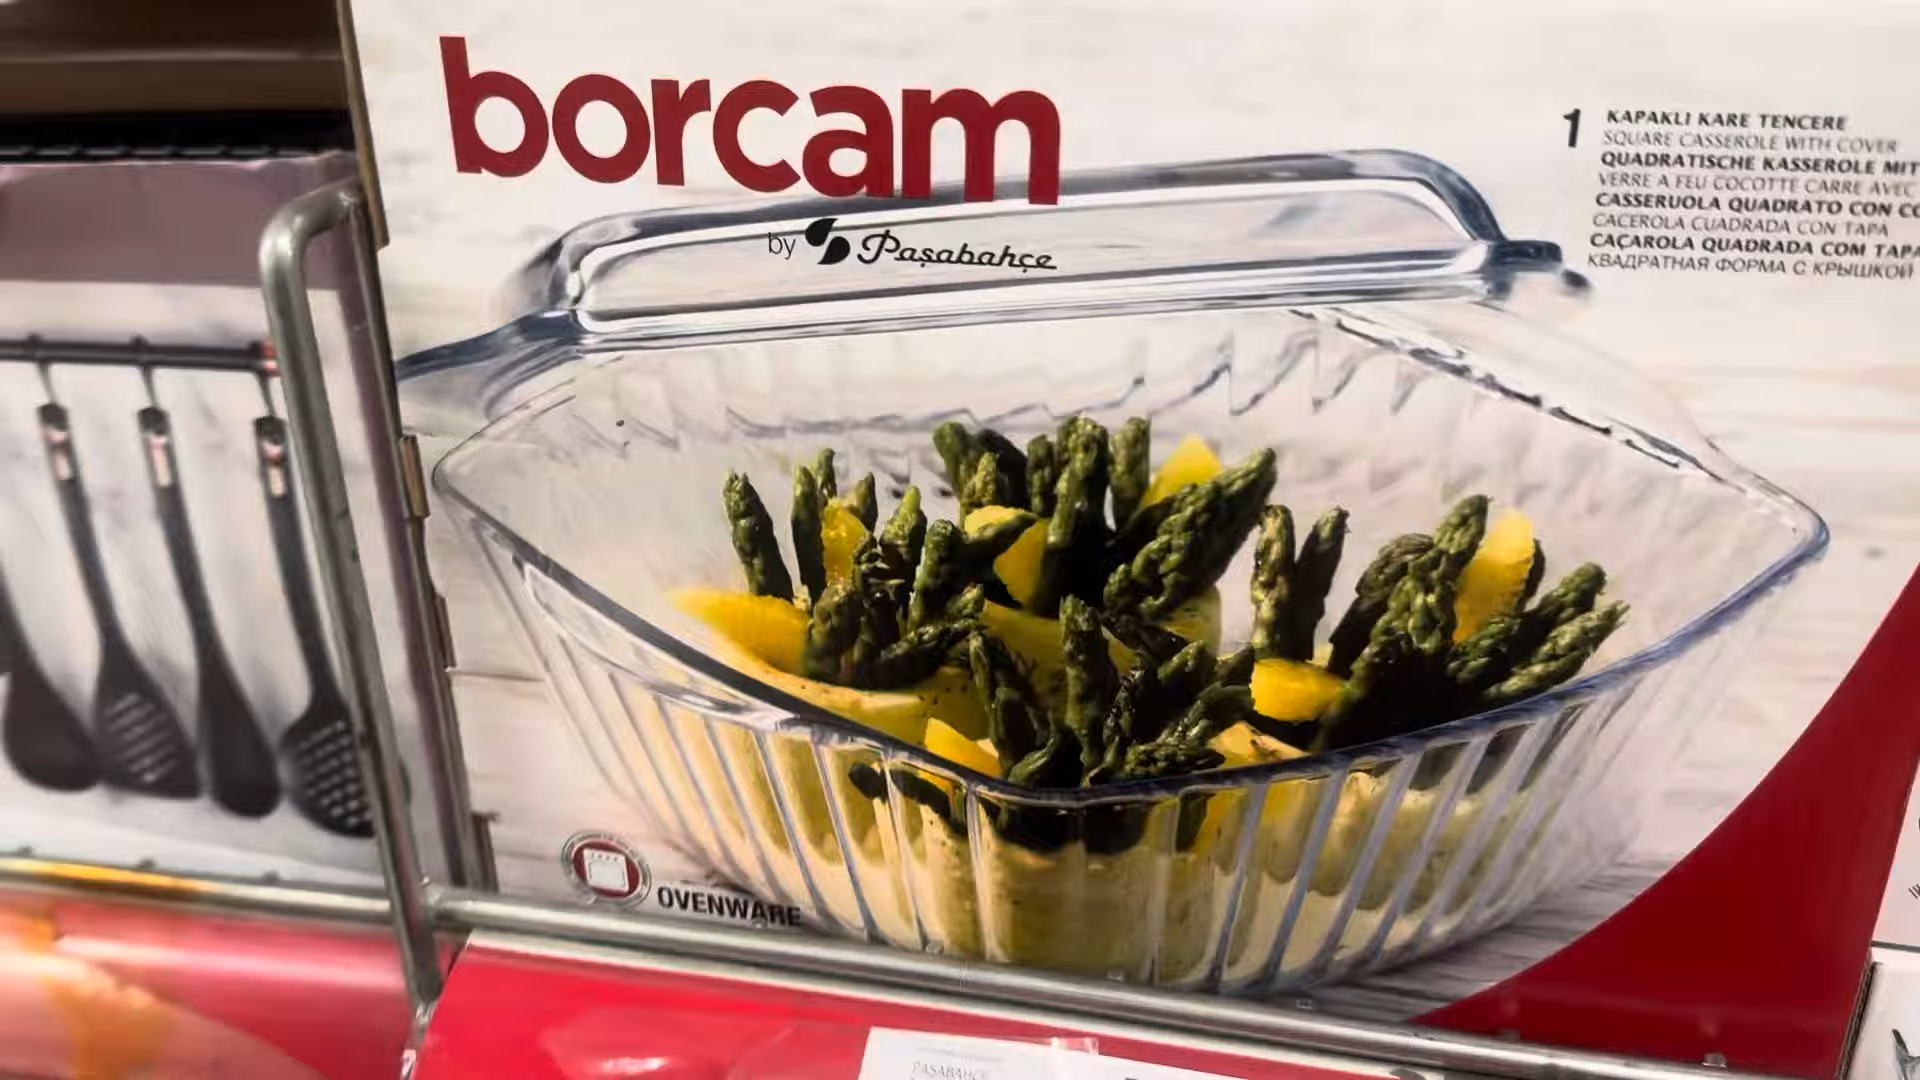 borcam
by Paşabahçe
1 KAPAKLI KARE TENCERE
SQUARE CASSEROLE WITH COVER
QUADRATISCHE KASSEROLE MIT
VERRE A FEU COCOTTE CARRE AVEC
CASSERUOLA QUADRATO CON CO
CACEROLA CUADRADA CON TAPA
CAÇAROLA QUADRADA COM TAPA
КВАДРАТНАЯ ФОРМА С КРЫШКОЙ
OVENWARE
PAŞABAHÇE